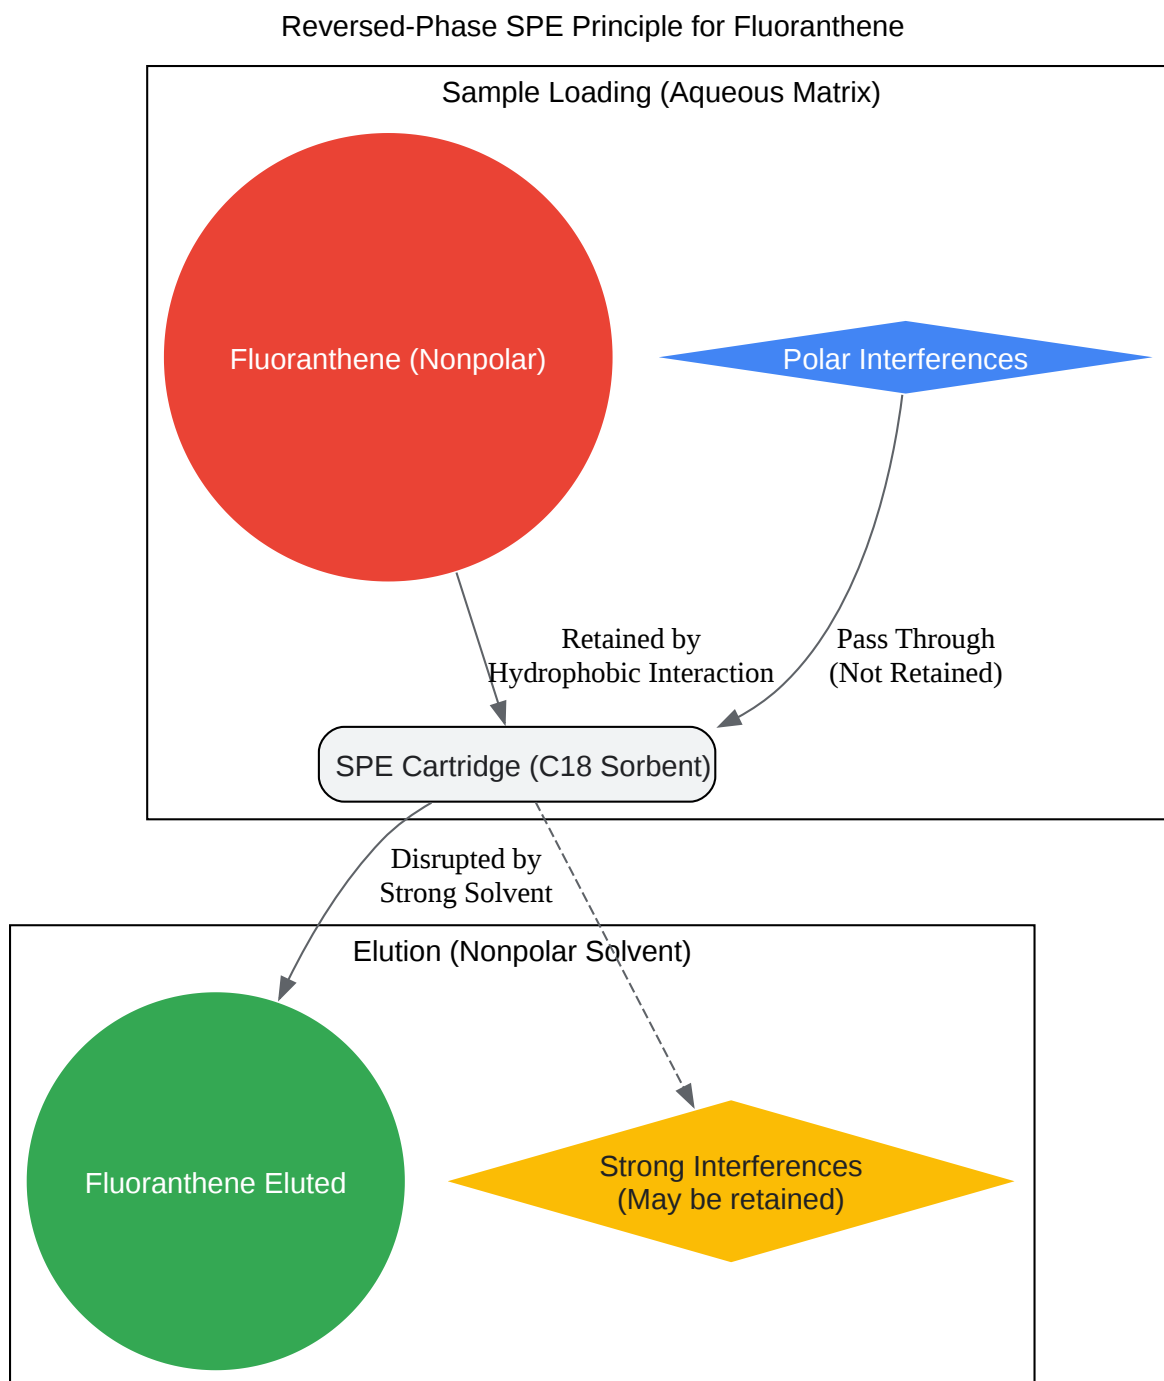 Reversed-Phase SPE Principle for Fluoranthene
Sample Loading (Aqueous Matrix)
Fluoranthene (Nonpolar)
Polar Interferences
Retained by
Hydrophobic Interaction
Pass Through
(Not Retained)
SPE Cartridge (C18 Sorbent)
Disrupted by
Strong Solvent
Elution (Nonpolar Solvent)
Fluoranthene Eluted
Strong Interferences
(May be retained)